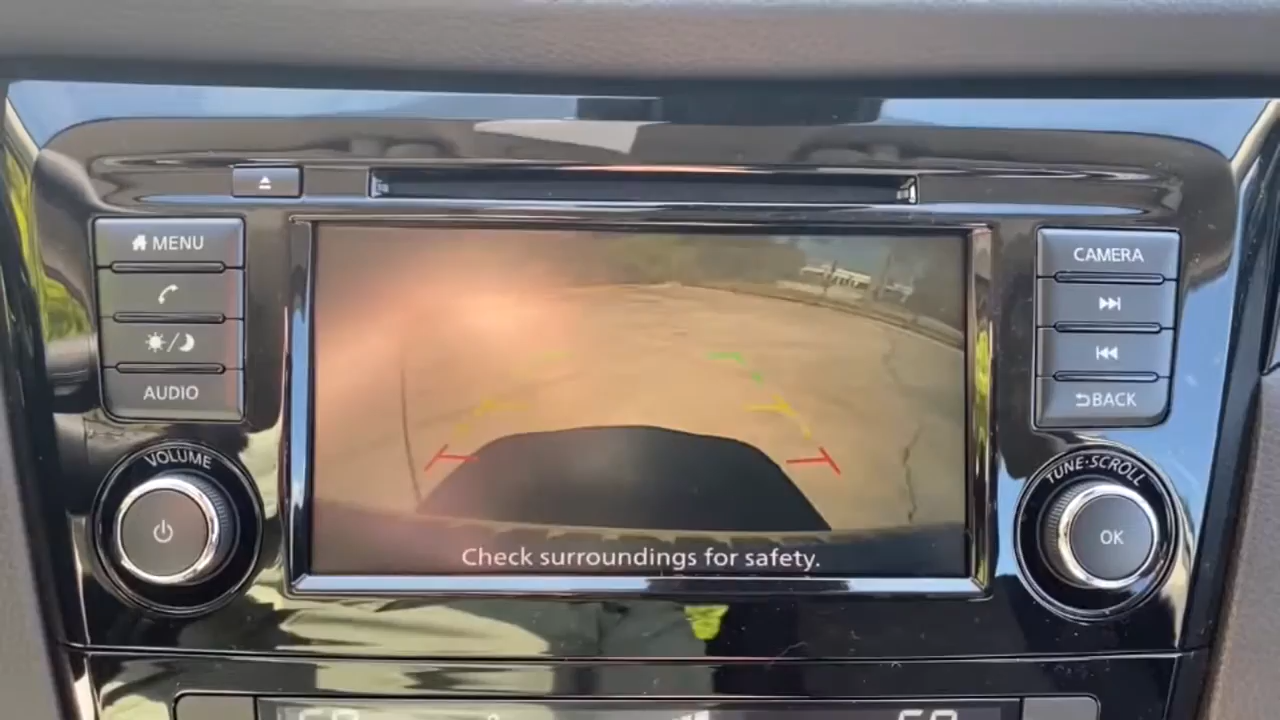 MENU
AUDIO
VOLUME
CAMERA
BACK
TUNE·SCROLL
OK
Check surroundings for safety.